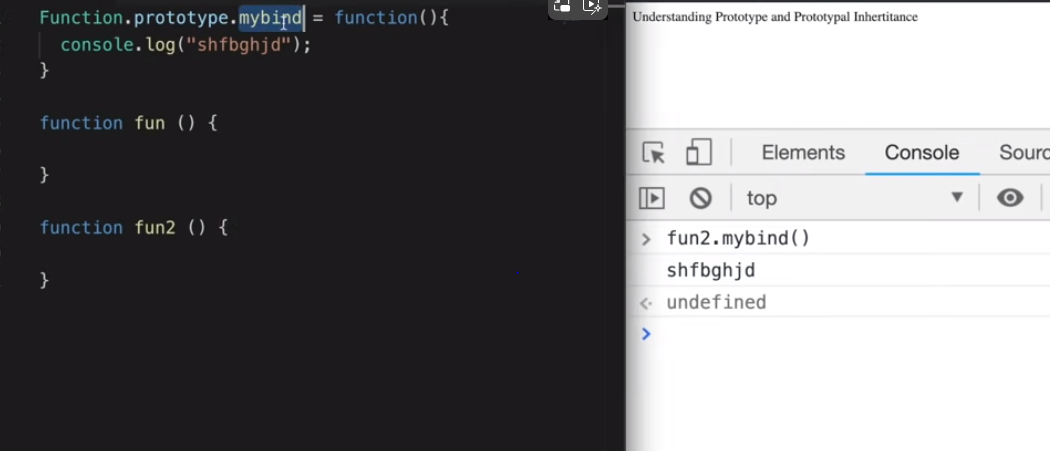 Function.prototype.mybind = function(){
console.log("shfbghjd");
}
function fun () {
}
function fun2 () {
}
Understanding Prototype and Prototypal Inhertitance
Elements Console Sourc
top
> fun2.mybind()
shfbghjd
undefined
>